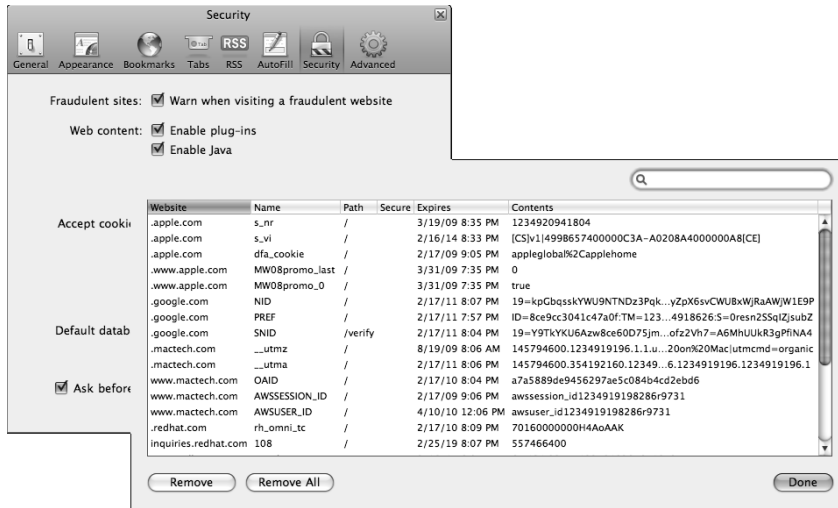 Security
General Appearance Bookmarks Tabs RSS AutoFill Security Advanced
Fraudulent sites: Warn when visiting a fraudulent website
Web content: Enable plug-ins
Enable Java
Accept cookie
Default datab
Ask before
Website Name Path Secure Expires Contents
.apple.com s_nr / 3/19/09 8:35 PM 1234920941804
.apple.com s_vi / 2/16/14 8:33 PM [CS]v1|499B657400000C3A-A0208A4000000A8[CE]
.apple.com dfa_cookie / 2/17/09 9:05 PM appleglobal%2Capplehome
.www.apple.com MW08promo_last / 3/31/09 7:35 PM 0
.www.apple.com MW08promo_0 / 3/31/09 7:35 PM true
.google.com NID / 2/17/11 8:07 PM 19=kpGbqsskYWU9NTNDz3Pqk...yZpX6svCWU8xWjRaAWjW1E9P
.google.com PREF / 2/17/11 7:57 PM ID=8ce9cc3041c47a0f:TM=123...4918626:S=0resn2SSqIZjsubZ
.google.com SNID /verify 2/17/11 8:04 PM 19=Y9TkYKU6Azw8ce60D75jm...ofz2Vh7=A6MhUUkR3gPfiNA4
.mactech.com __utmz / 8/19/09 8:06 AM 145794600.1234919196.1.1.u...20on%20Mac|utmcmd=organic
.mactech.com __utma / 2/17/11 8:06 PM 145794600.354192160.12349...6.1234919196.1234919196.1
www.mactech.com OAID / 2/17/10 8:04 PM a7a5889de9456297ae5c084b4cd2ebd6
www.mactech.com AWSSESSION_ID / 2/17/09 9:06 PM awssession_id1234919198286r9731
www.mactech.com AWSUSER_ID / 4/10/10 12:06 PM awsuser_id1234919198286r9731
.redhat.com rh_omni_tc / 2/17/10 8:09 PM 70160000000H4AoAAK
inquiries.redhat.com 108 / 2/25/19 8:07 PM 557466400
Remove Remove All Done